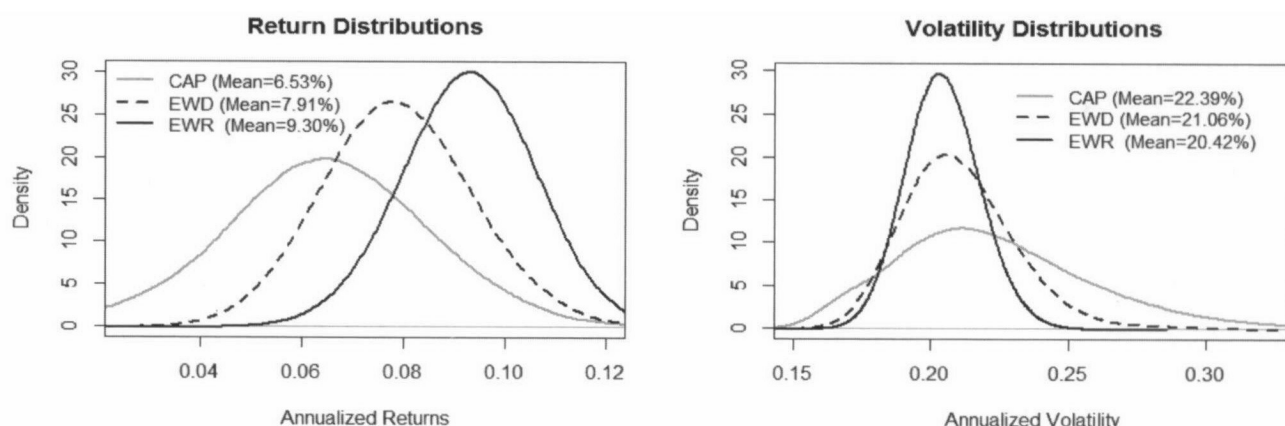 Return Distributions
CAP (Mean=6.53%)
EWD (Mean=7.91%)
EWR (Mean=9.30%)
Density
0 5 10 15 20 25 30
0.04 0.06 0.08 0.10 0.12
Annualized Returns
Volatility Distributions
CAP (Mean=22.39%)
EWD (Mean=21.06%)
EWR (Mean=20.42%)
Density
0 5 10 15 20 25 30
0.15 0.20 0.25 0.30
Annualized Volatility